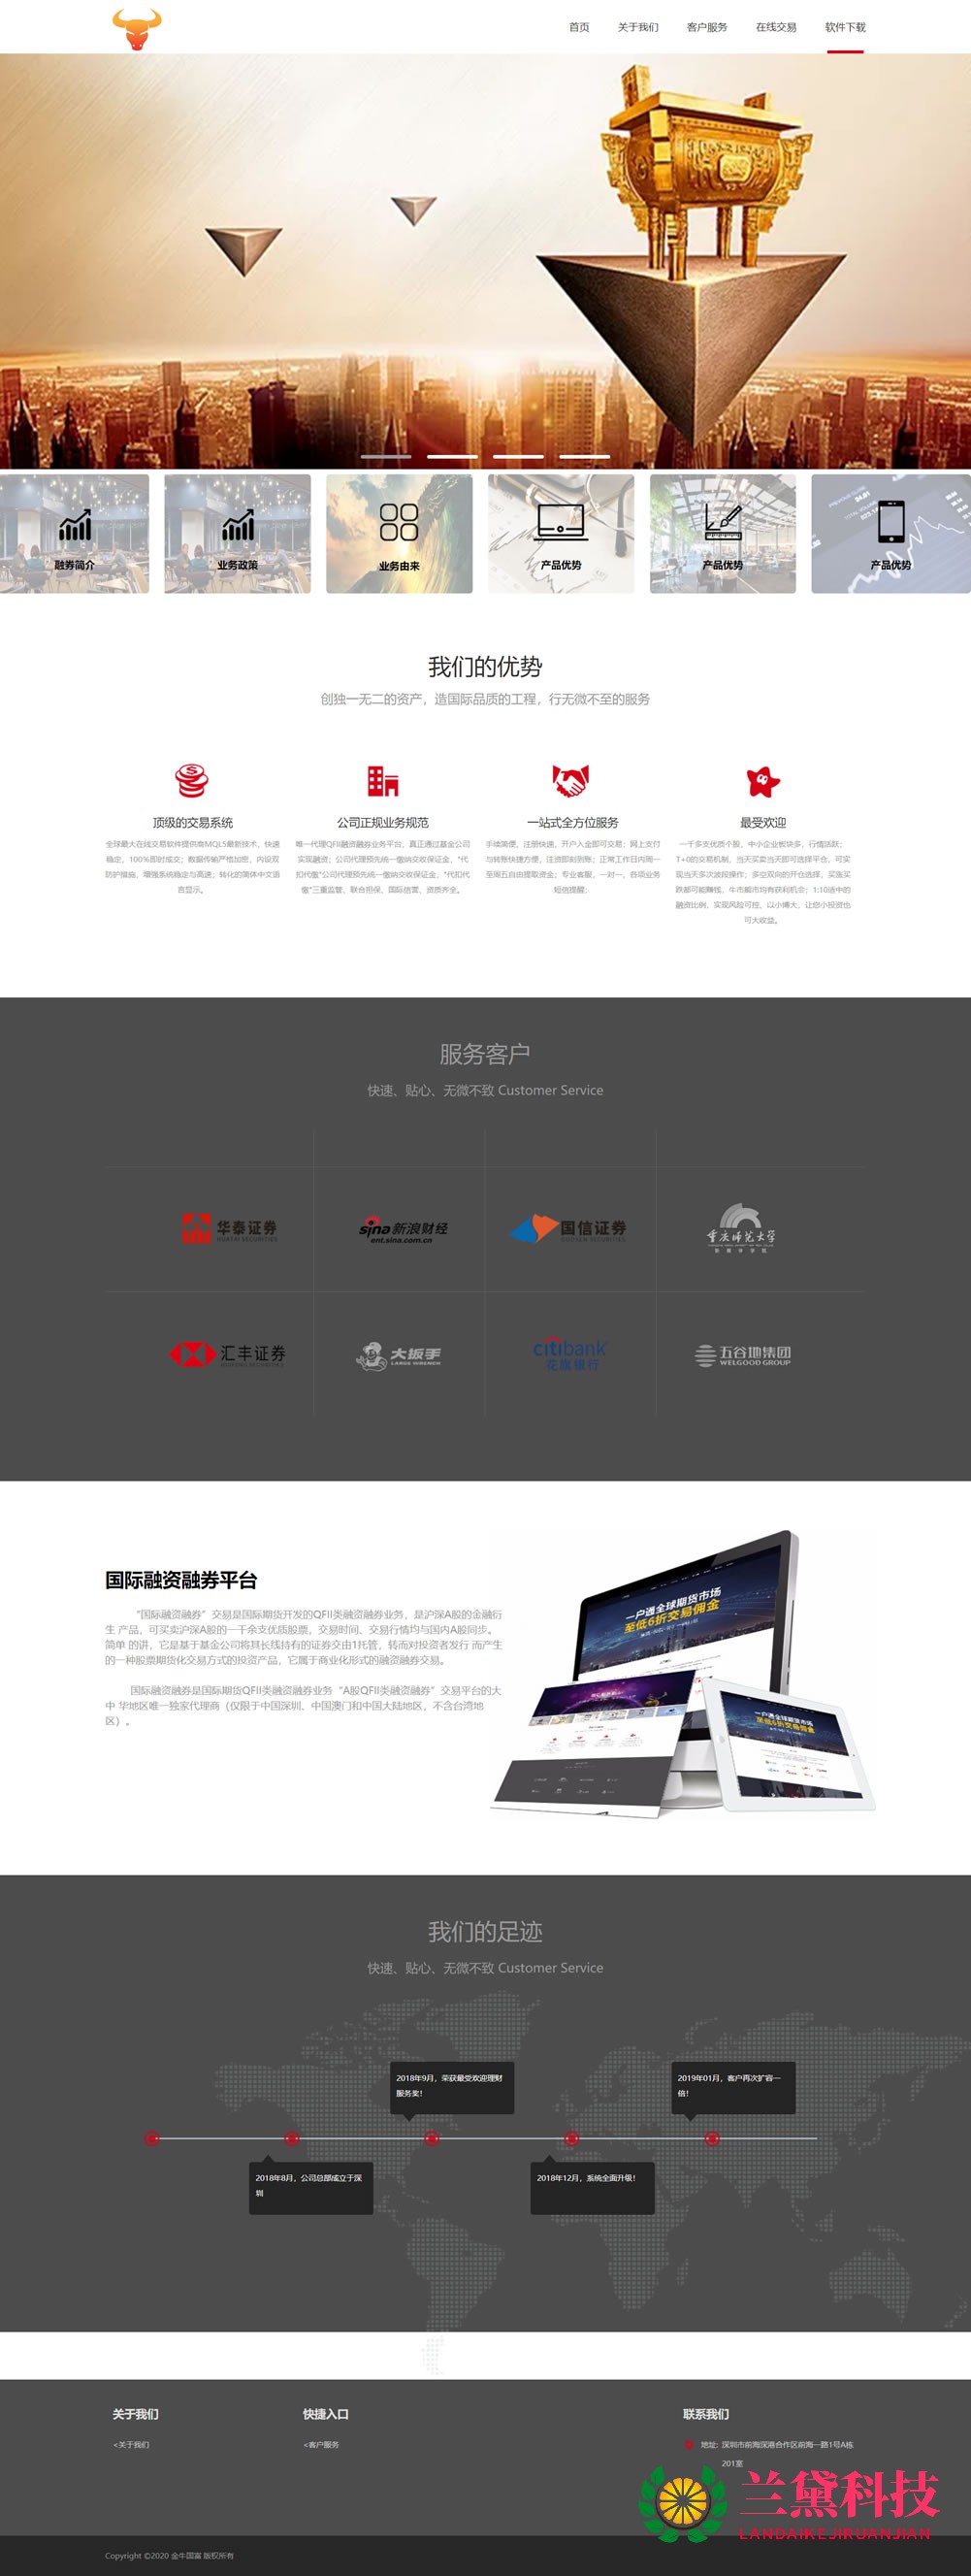 首页 关于我们 客户服务 在线交易 软件下载
融券简介 业务政策 业务由来 产品优势 产品优势 产品优势
我们的优势
创独一无二的资产，造国际品质的工程，行无微不至的服务
顶级的交易系统
全球最大在线交易软件提供商MQL5最新技术，快速
稳定，100%即时成交；数据传输严格加密，内设双
防护措施，增强系统稳定与高速；转化的简体中文语
言显示。
公司正规业务规范
唯一代理QFII融资融券业务平台，真正通过基金公司
实现融资；公司代理预先统一缴纳交收保证金，"代
扣代缴"公司代理预先统一缴纳交收保证金，"代扣代
缴"三重监管、联合担保，国际信誉，资质齐全。
一站式全方位服务
手续简便，注册快速，开户入金即可交易；网上支付
与转账快捷方便，注资即刻到账；正常工作日内周一
至周五自由提取资金；专业客服，一对一，各项业务
短信提醒；
最受欢迎
一千多支优质个股，中小企业板块多，行情活跃；
T+0的交易机制，当天买卖当天即可选择平仓，可实
现当天多次波段操作；多空双向的开仓选择，买涨买
跌都可能赚钱，牛市熊市均有获利机会；1:10适中的
融资比例，实现风险可控，以小搏大，让您小投资也
可大收益。
服务客户
快速、贴心、无微不致 Customer Service
华泰证券
HUATAI SECURITIES
sina 新浪财经
ent.sina.com.cn
国信证券
GUOSEN SECURITIES
重庆师范大学
汇丰证券
大扳手
LARGE WRENCH
citibank
花旗银行
五谷地集团
WELGOOD GROUP
国际融资融券平台
“国际融资融券”交易是国际期货开发的QFII类融资融券业务，是沪深A股的金融衍
生 产品，可买卖沪深A股的一千余支优质股票，交易时间、交易行情均与国内A股同步。
简单 的讲，它是基于基金公司将其长线持有的证券交由1托管，转而对投资者发行 而产生
的一种股票期货化交易方式的投资产品，它属于商业化形式的融资融券交易。
国际融资融券是国际期货QFII类融资融券业务“A股QFII类融资融券”交易平台的大
中 华地区唯一独家代理商（仅限于中国深圳、中国澳门和中国大陆地区，不含台湾地
区）。
一户通全球期货市场
至低6折交易佣金
一户通全球期货市场
至低6折交易佣金
我们的足迹
快速、贴心、无微不致 Customer Service
2018年9月，荣获最受欢迎理财
服务奖！
2019年01月，客户再次扩容一
倍！
2018年8月，公司总部成立于深
圳
2018年12月，系统全面升级！
关于我们
<关于我们
快捷入口
<客户服务
联系我们
地址: 深圳市前海深港合作区前海一路1号A栋
201室
兰黛科技
LANDAIKEJIRUANJIAN
Copyright ©2020 金牛国富 版权所有